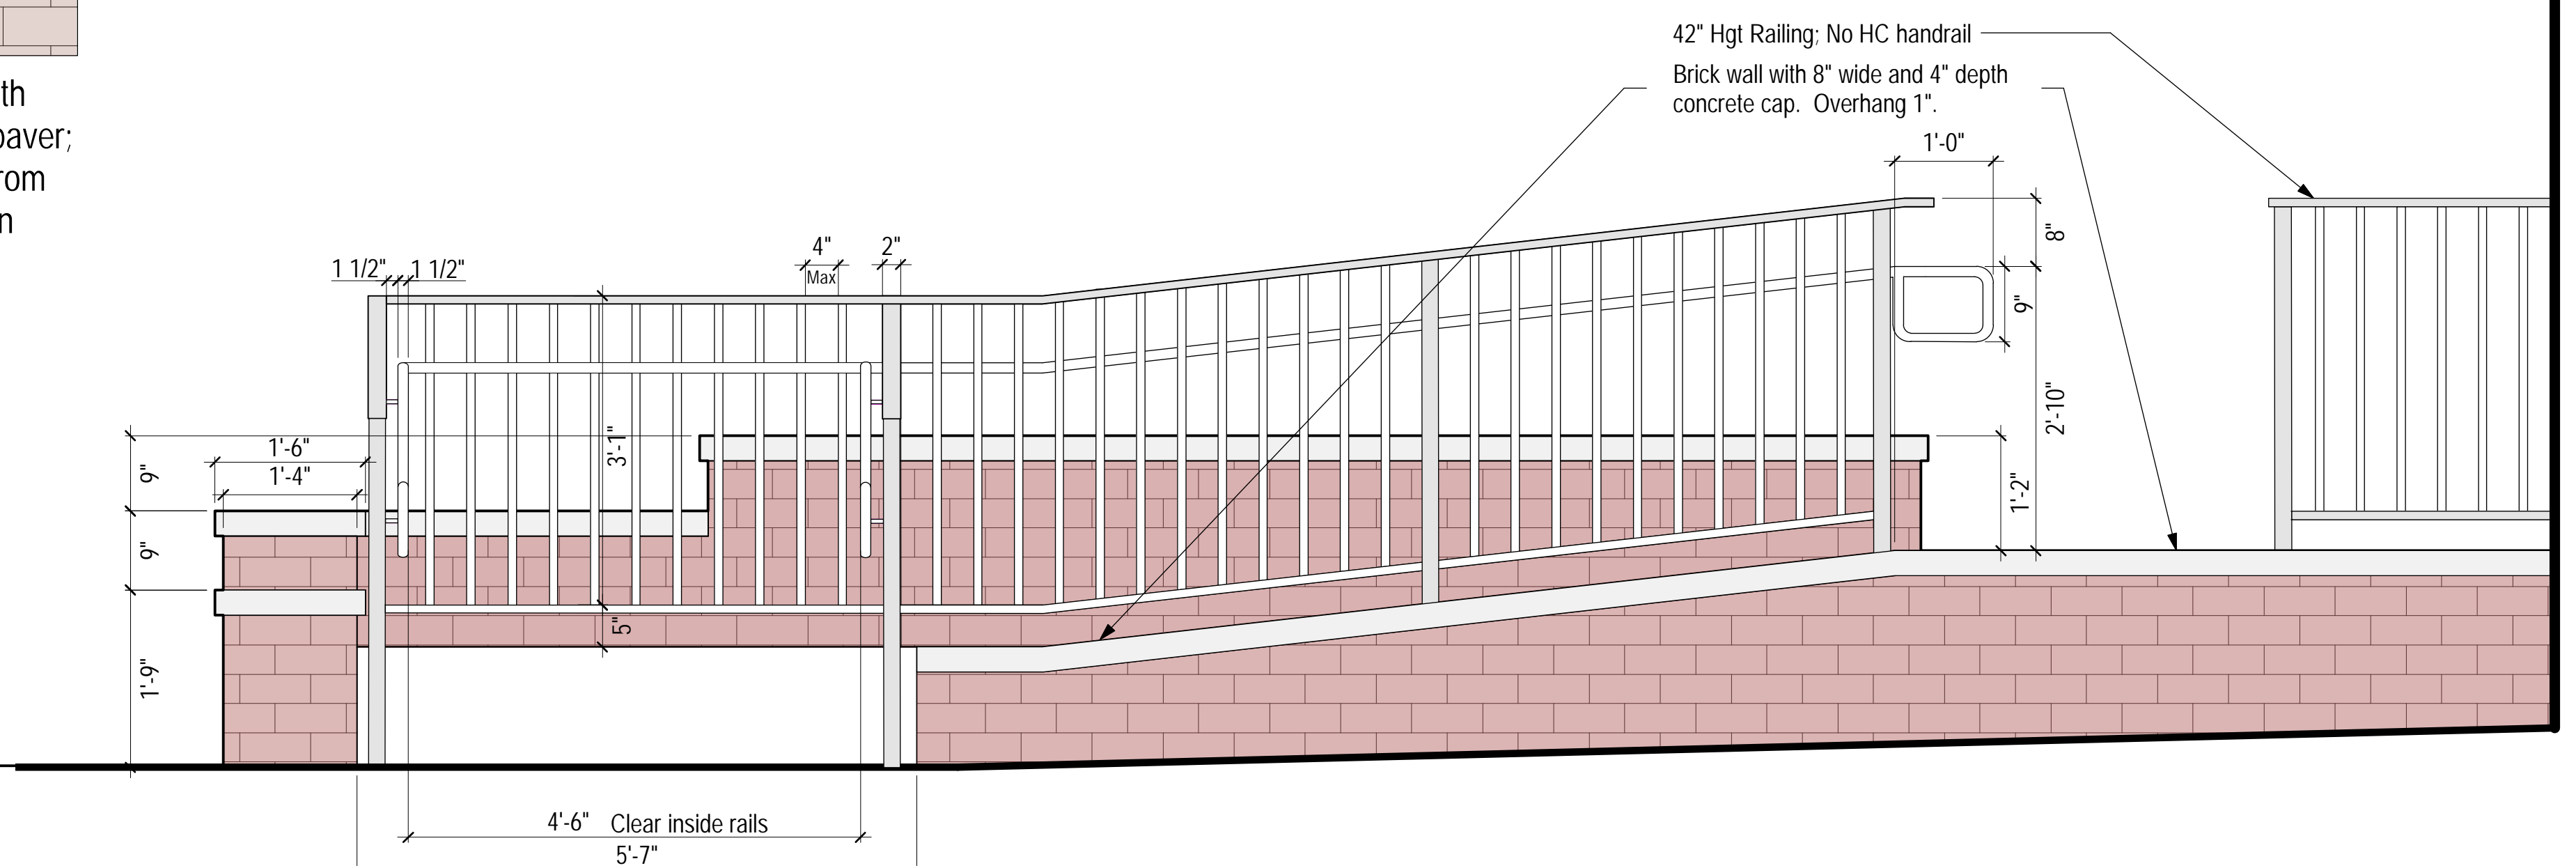 th
paver;
rom
n
42" Hgt Railing; No HC handrail
Brick wall with 8" wide and 4" depth
concrete cap. Overhang 1".
1'-0"
8"
9"
2'-10"
1'-2"
4"
Max
2"
1 1/2"
1 1/2"
3'-1"
5"
1'-6"
1'-4"
9"
9"
1'-9"
4'-6" Clear inside rails
5'-7"